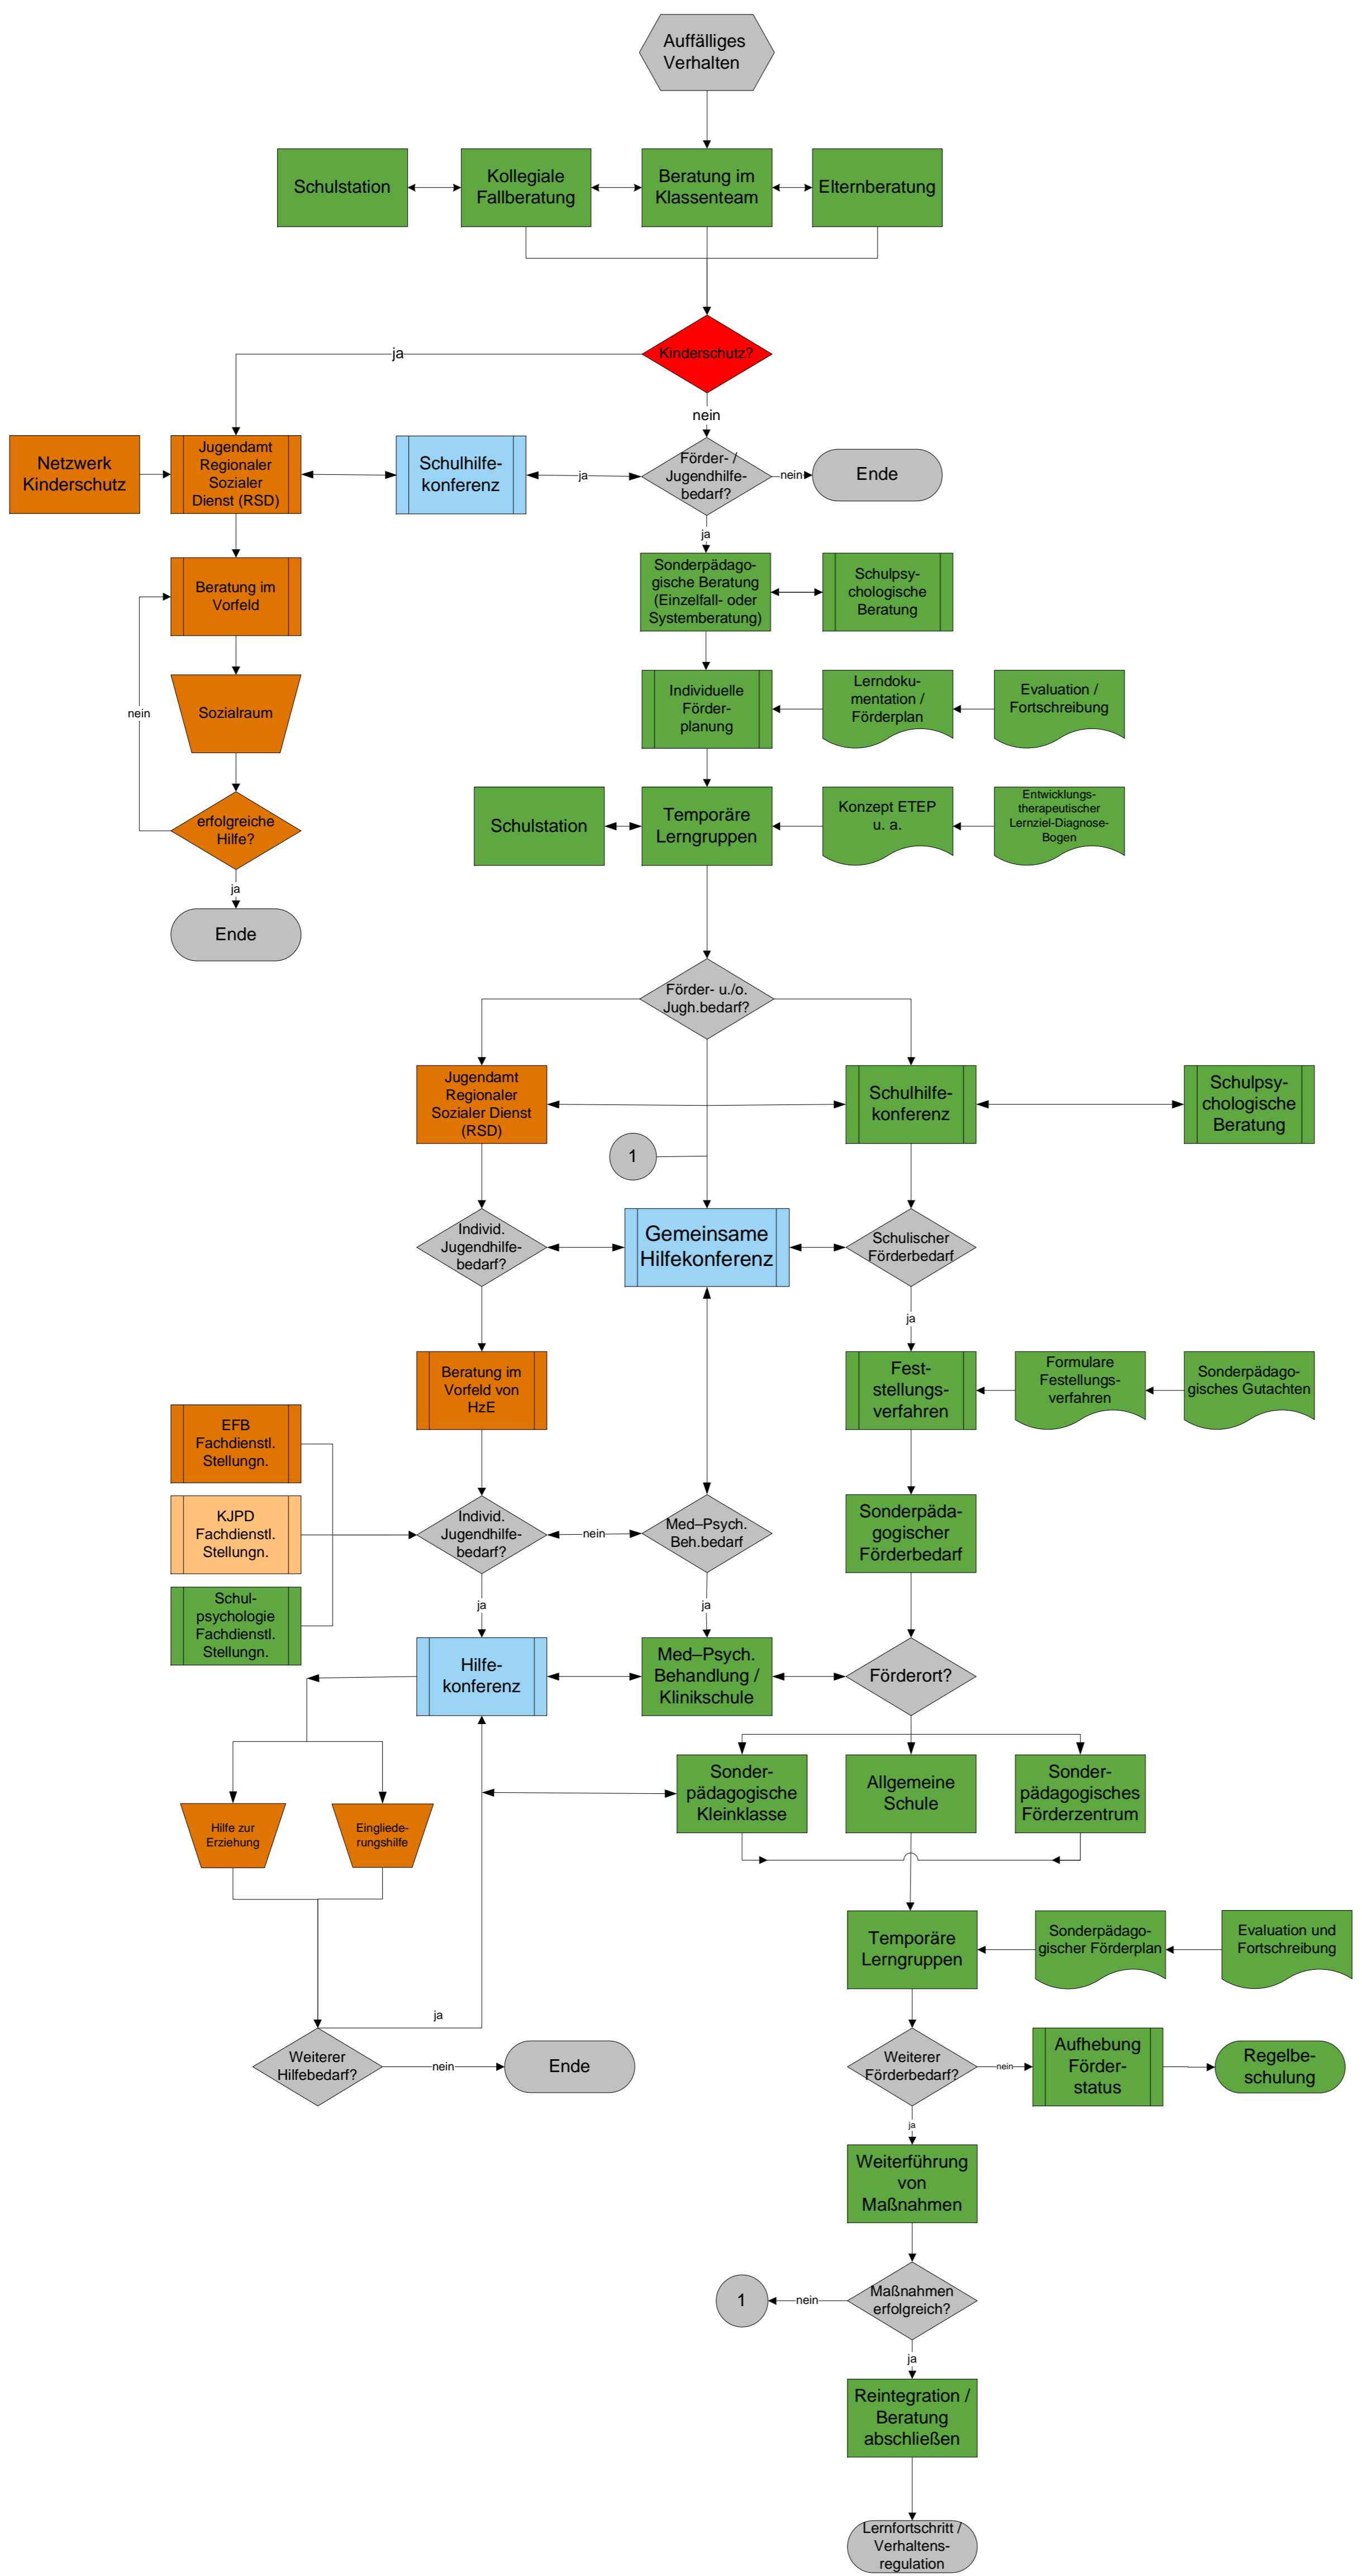 Auffälliges
Verhalten
Schulstation
Kollegiale
Fallberatung
Beratung im
Klassenteam
Elternberatung
Kinderschutz?
ja
nein
Netzwerk
Kinderschutz
Jugendamt
Regionaler
Sozialer
Dienst (RSD)
Schulhilfe-
konferenz
ja
Förder- /
Jugendhilfe-
bedarf?
nein
Ende
ja
Beratung im
Vorfeld
Sonderpädago-
gische Beratung
(Einzelfall- oder
Systemberatung)
Schulpsy-
chologische
Beratung
nein
Sozialraum
Individuelle
Förder-
planung
Lerndoku-
mentation /
Förderplan
Evaluation /
Fortschreibung
erfolgreiche
Hilfe?
ja
Ende
Schulstation
Temporäre
Lerngruppen
Konzept ETEP
u. a.
Entwicklungs-
therapeutischer
Lernziel-Diagnose-
Bogen
Förder- u./o.
Jugh.bedarf?
Jugendamt
Regionaler
Sozialer Dienst
(RSD)
Schulhilfe-
konferenz
Schulpsy-
chologische
Beratung
1
Individ.
Jugendhilfe-
bedarf?
Gemeinsame
Hilfekonferenz
Schulischer
Förderbedarf
ja
Beratung im
Vorfeld von
HzE
Fest-
stellungs-
verfahren
Formulare
Festellungs-
verfahren
Sonderpädago-
gisches Gutachten
EFB
Fachdienstl.
Stellungn.
KJPD
Fachdienstl.
Stellungn.
Schul-
psychologie
Fachdienstl.
Stellungn.
Individ.
Jugendhilfe-
bedarf?
nein
Med–Psych.
Beh.bedarf
Sonderpäda-
gogischer
Förderbedarf
ja
ja
Hilfe-
konferenz
Med–Psych.
Behandlung /
Klinikschule
Förderort?
Sonder-
pädagogische
Kleinklasse
Allgemeine
Schule
Sonder-
pädagogisches
Förderzentrum
Hilfe zur
Erziehung
Eingliede-
rungshilfe
Temporäre
Lerngruppen
Sonderpädago-
gischer Förderplan
Evaluation und
Fortschreibung
ja
Weiterer
Hilfebedarf?
nein
Ende
Weiterer
Förderbedarf?
nein
Aufhebung
Förder-
status
Regelbe-
schulung
ja
Weiterführung
von
Maßnahmen
1
nein
Maßnahmen
erfolgreich?
ja
Reintegration /
Beratung
abschließen
Lernfortschritt /
Verhaltens-
regulation